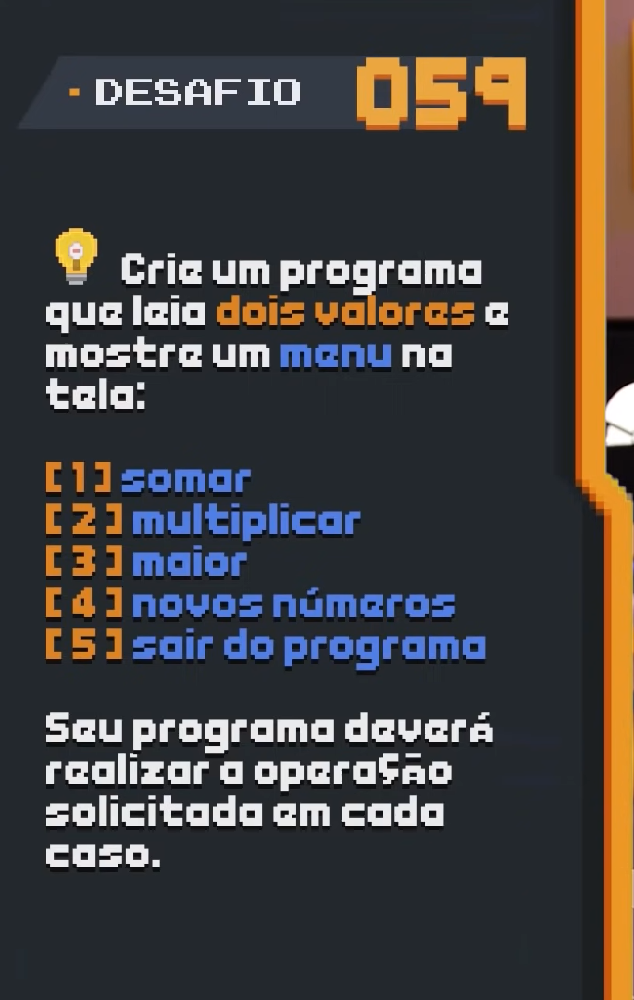 DESAFIO 059
Crie um programa
que leia dois valores e
mostre um menu na
tela:
[ 1 ] somar
[ 2 ] multiplicar
[ 3 ] maior
[ 4 ] novos números
[ 5 ] sair do programa
Seu programa deverá
realizar a operação
solicitada em cada
caso.